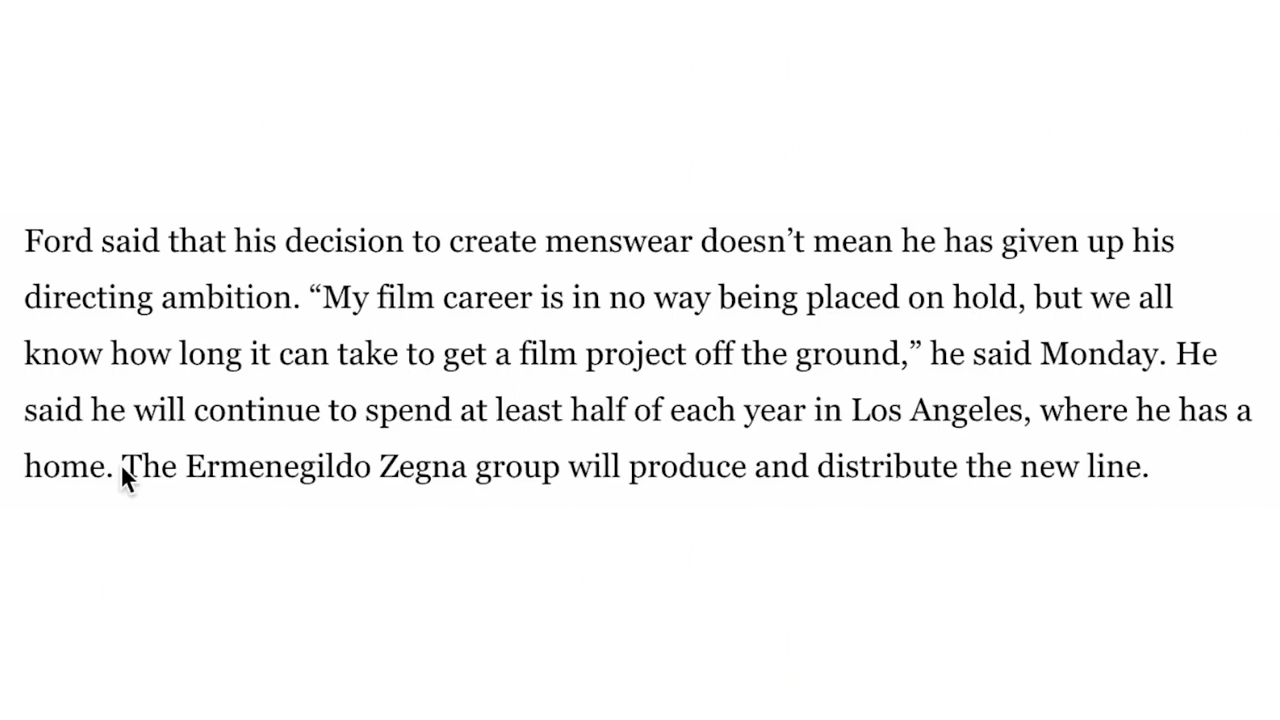 Ford said that his decision to create menswear doesn’t mean he has given up his
directing ambition. “My film career is in no way being placed on hold, but we all
know how long it can take to get a film project off the ground,” he said Monday. He
said he will continue to spend at least half of each year in Los Angeles, where he has a
home. The Ermenegildo Zegna group will produce and distribute the new line.